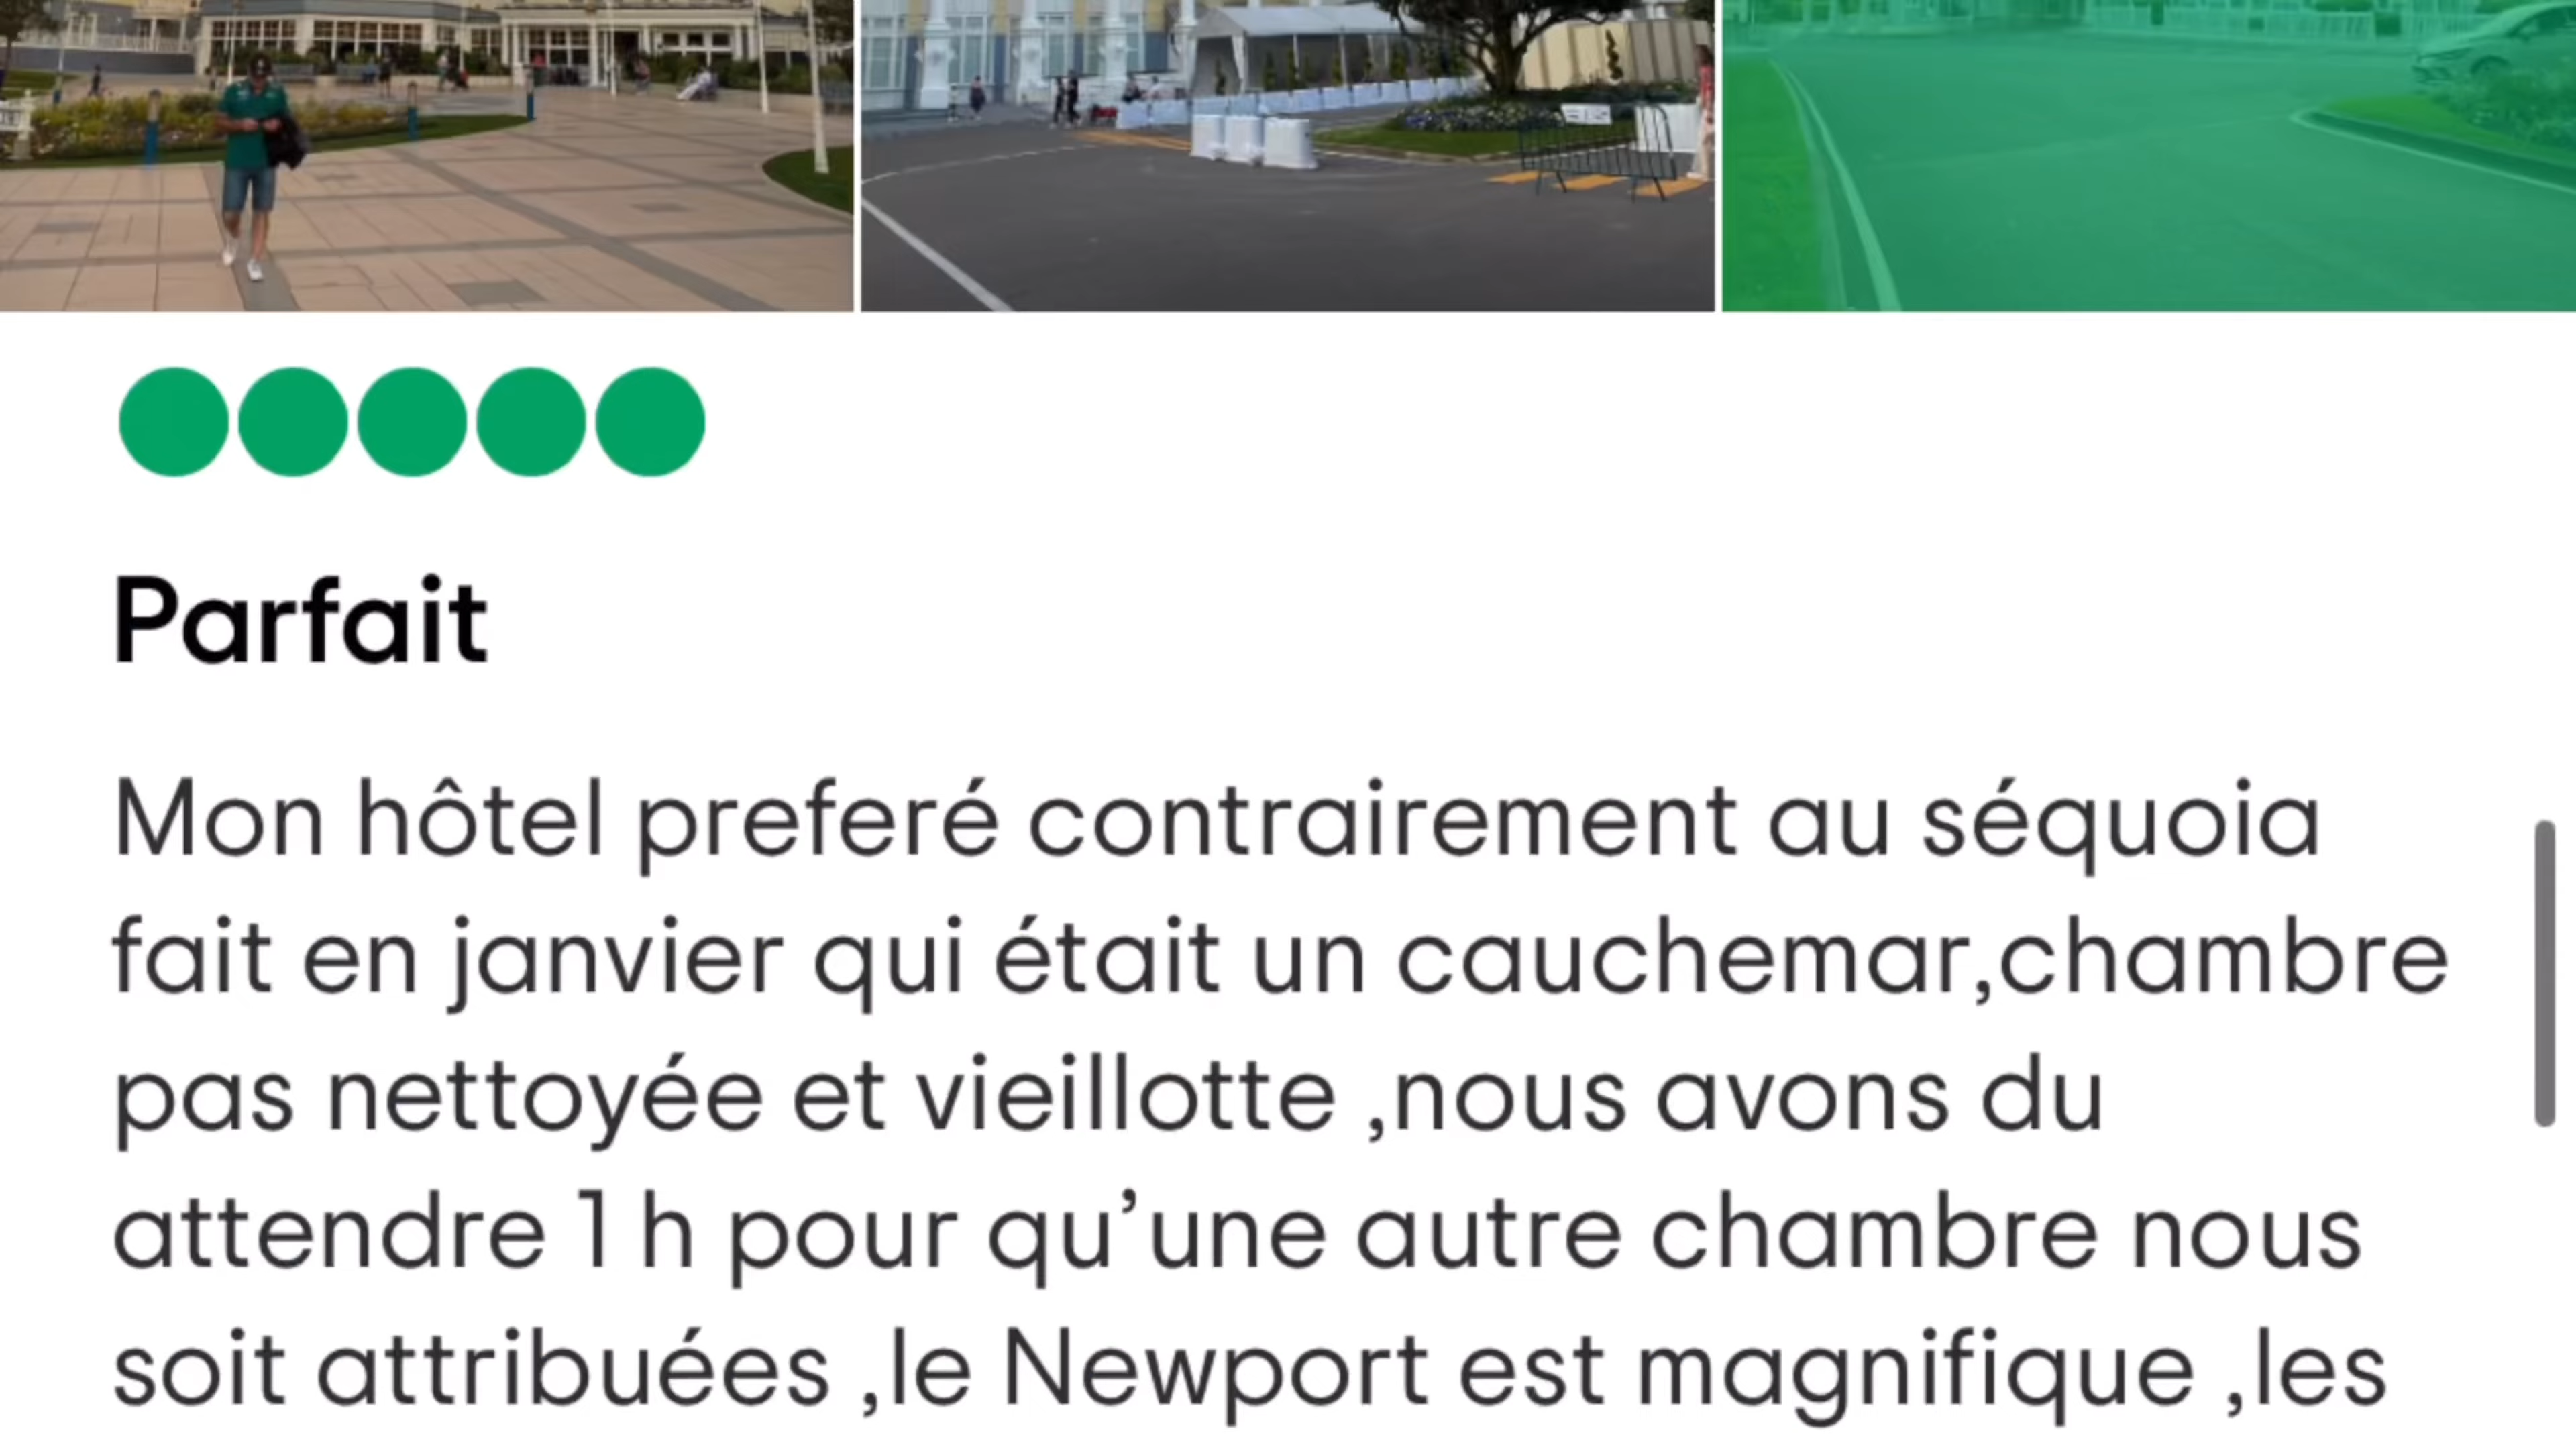 Parfait
Mon hôtel preferé contrairement au séquoia
fait en janvier qui était un cauchemar,chambre
pas nettoyée et vieillotte ,nous avons du
attendre 1 h pour qu’une autre chambre nous
soit attribuées ,le Newport est magnifique ,les